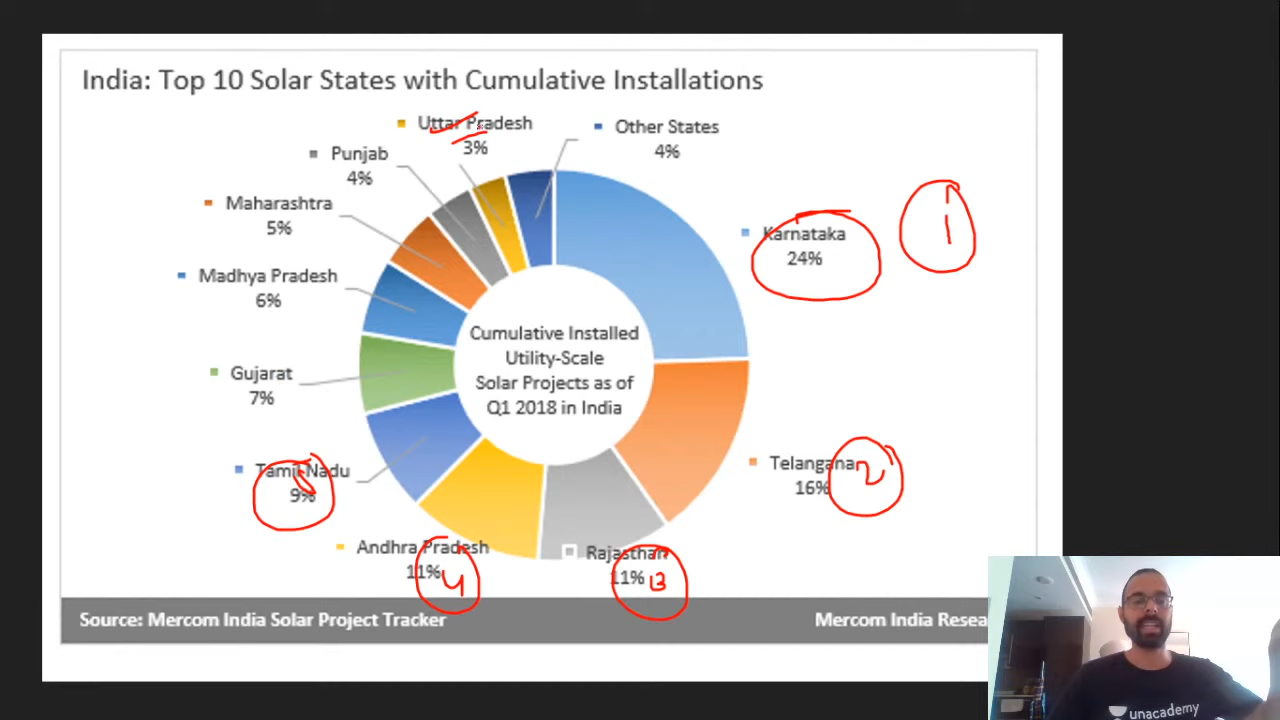 India: Top 10 Solar States with Cumulative Installations
Uttar Pradesh
3%
Other States
4%
Punjab
4%
Maharashtra
5%
Karnataka
24%
1
Madhya Pradesh
6%
Cumulative Installed
Utility-Scale
Solar Projects as of
Q1 2018 in India
Gujarat
7%
Tamil Nadu
9%
Telangana
16%
2
Andhra Pradesh
11%
4
Rajasthan
11%
3
Source: Mercom India Solar Project Tracker
Mercom India Resea
unacademy